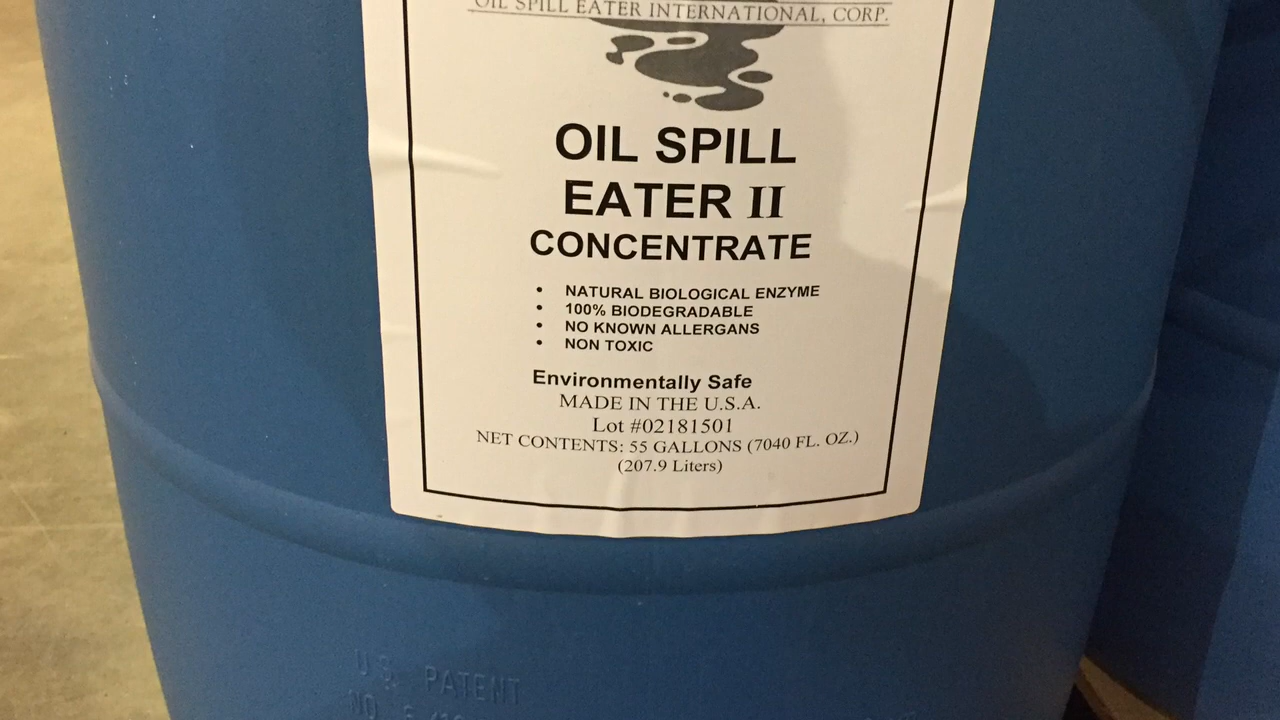 OIL SPILL EATER INTERNATIONAL, CORP.
OIL SPILL
EATER II
CONCENTRATE
• NATURAL BIOLOGICAL ENZYME
• 100% BIODEGRADABLE
• NO KNOWN ALLERGANS
• NON TOXIC
Environmentally Safe
MADE IN THE U.S.A.
Lot #02181501
NET CONTENTS: 55 GALLONS (7040 FL. OZ.)
(207.9 Liters)
U.S. PATENT
NO